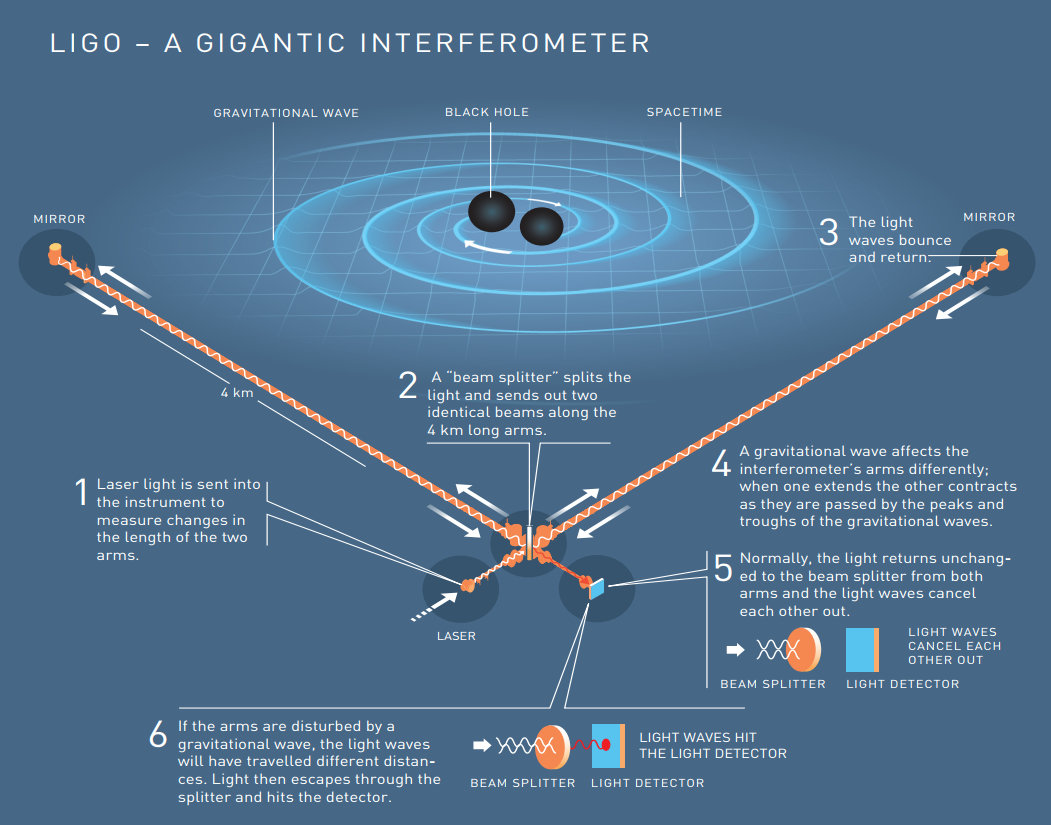 LIGO – A GIGANTIC INTERFEROMETER
GRAVITATIONAL WAVE
BLACK HOLE
SPACETIME
MIRROR
3 The light
waves bounce
and return.
MIRROR
4 km
2 A “beam splitter” splits the
light and sends out two
identical beams along the
4 km long arms.
1 Laser light is sent into
the instrument to
measure changes in
the length of the two
arms.
4 A gravitational wave affects the
interferometer’s arms differently;
when one extends the other contracts
as they are passed by the peaks and
troughs of the gravitational waves.
LASER
5 Normally, the light returns unchang-
ed to the beam splitter from both
arms and the light waves cancel
each other out.
LIGHT WAVES
CANCEL EACH
OTHER OUT
BEAM SPLITTER
LIGHT DETECTOR
6 If the arms are disturbed by a
gravitational wave, the light waves
will have travelled different distan-
ces. Light then escapes through the
splitter and hits the detector.
LIGHT WAVES HIT
THE LIGHT DETECTOR
BEAM SPLITTER
LIGHT DETECTOR